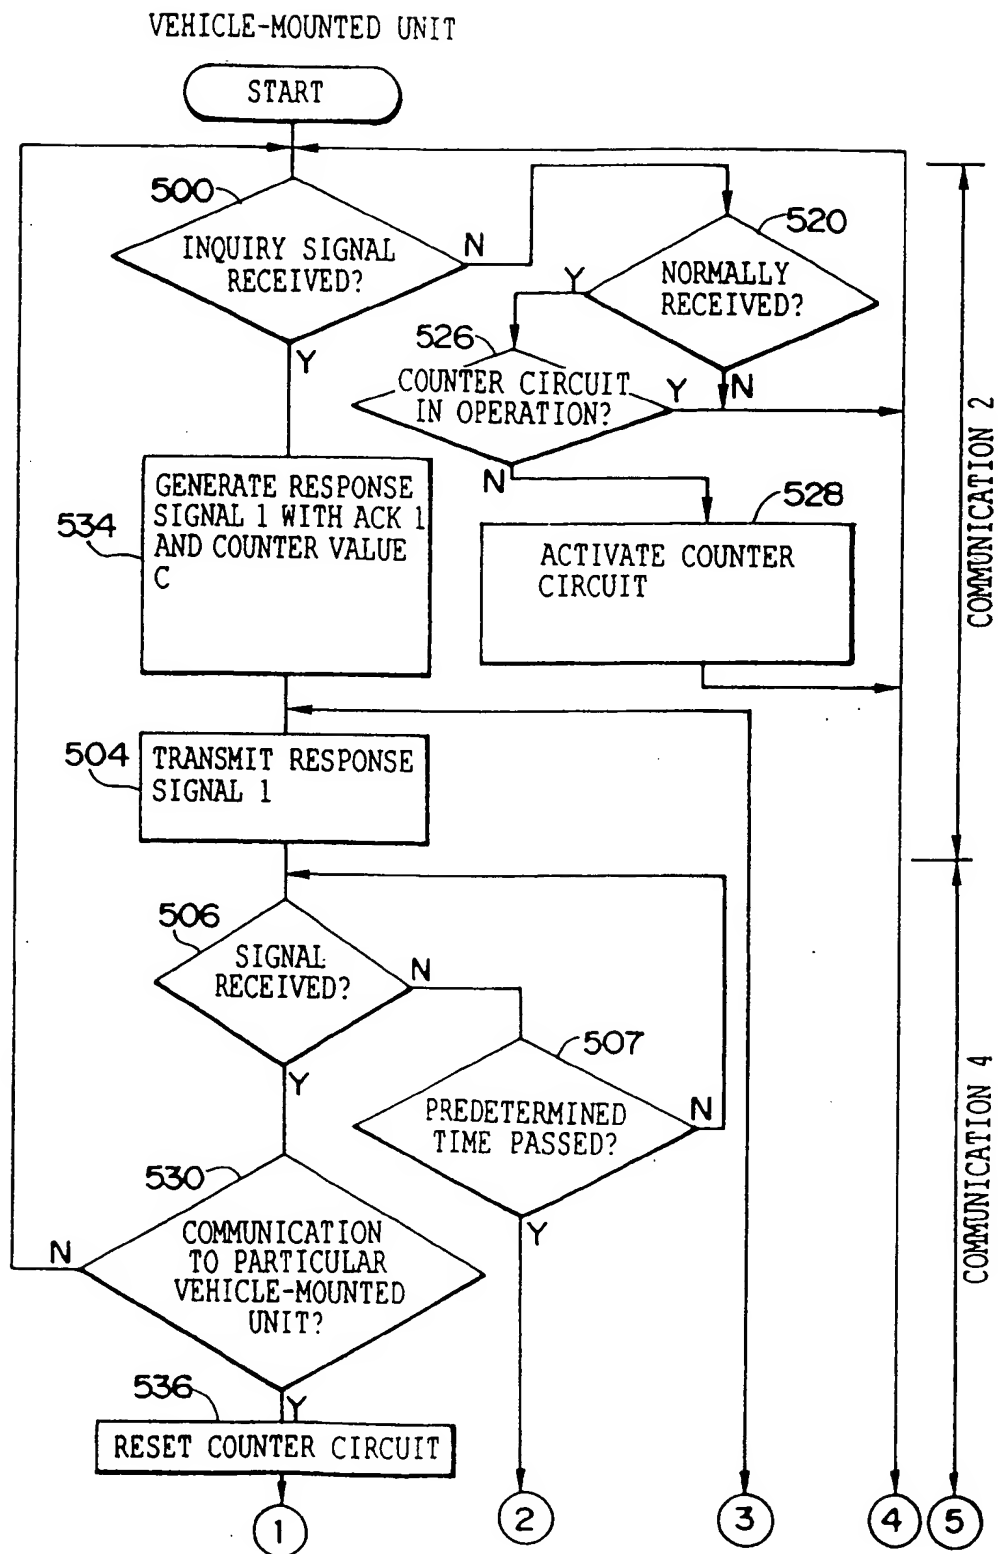 VEHICLE-MOUNTED UNIT
START
500
INQUIRY SIGNAL
RECEIVED?
N
Y
520
NORMALLY
RECEIVED?
Y
N
526
COUNTER CIRCUIT
IN OPERATION?
Y
N
534
GENERATE RESPONSE
SIGNAL 1 WITH ACK 1
AND COUNTER VALUE
C
528
ACTIVATE COUNTER
CIRCUIT
COMMUNICATION 2
504
TRANSMIT RESPONSE
SIGNAL 1
506
SIGNAL
RECEIVED?
N
Y
507
PREDETERMINED
TIME PASSED?
N
Y
530
COMMUNICATION
TO PARTICULAR
VEHICLE-MOUNTED
UNIT?
N
Y
COMMUNICATION 4
536
RESET COUNTER CIRCUIT
1
2
3
4
5